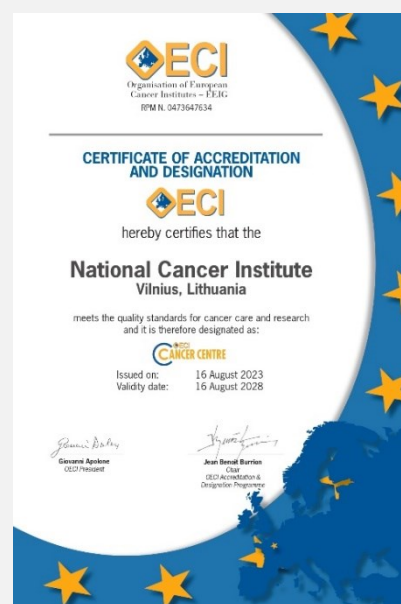 OECI
Organisation of European
Cancer Institutes – EEIG
RPM N. 0473647634
CERTIFICATE OF ACCREDITATION
AND DESIGNATION
OECI
hereby certifies that the
National Cancer Institute
Vilnius, Lithuania
meets the quality standards for cancer care and research
and it is therefore designated as:
OECI
CANCER CENTRE
Issued on: 16 August 2023
Validity date: 16 August 2028
Giovanni Apolone
OECI President
Jean Benoît Burrion
Chair
OECI Accreditation &
Designation Programme